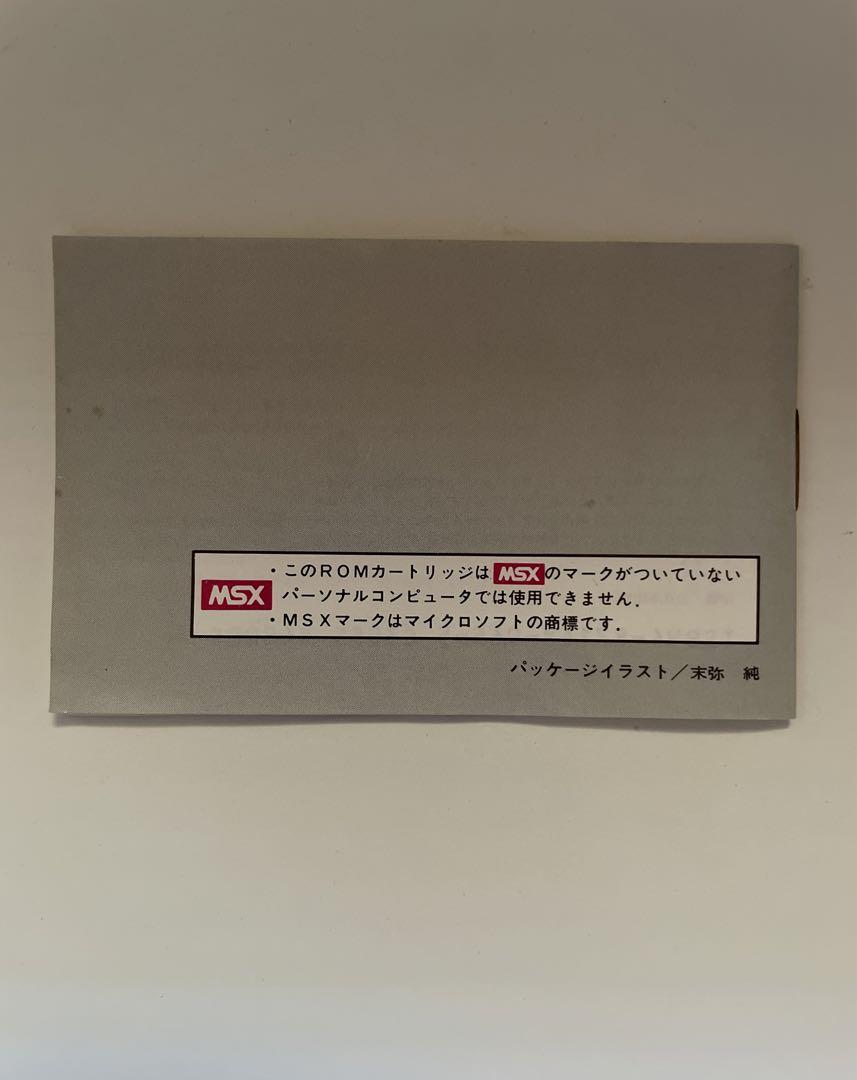 MSX
・このROMカートリッジはMSXのマークがついていない
パーソナルコンピュータでは使用できません.
・MSXマークはマイクロソフトの商標です.
パッケージイラスト／末弥 純